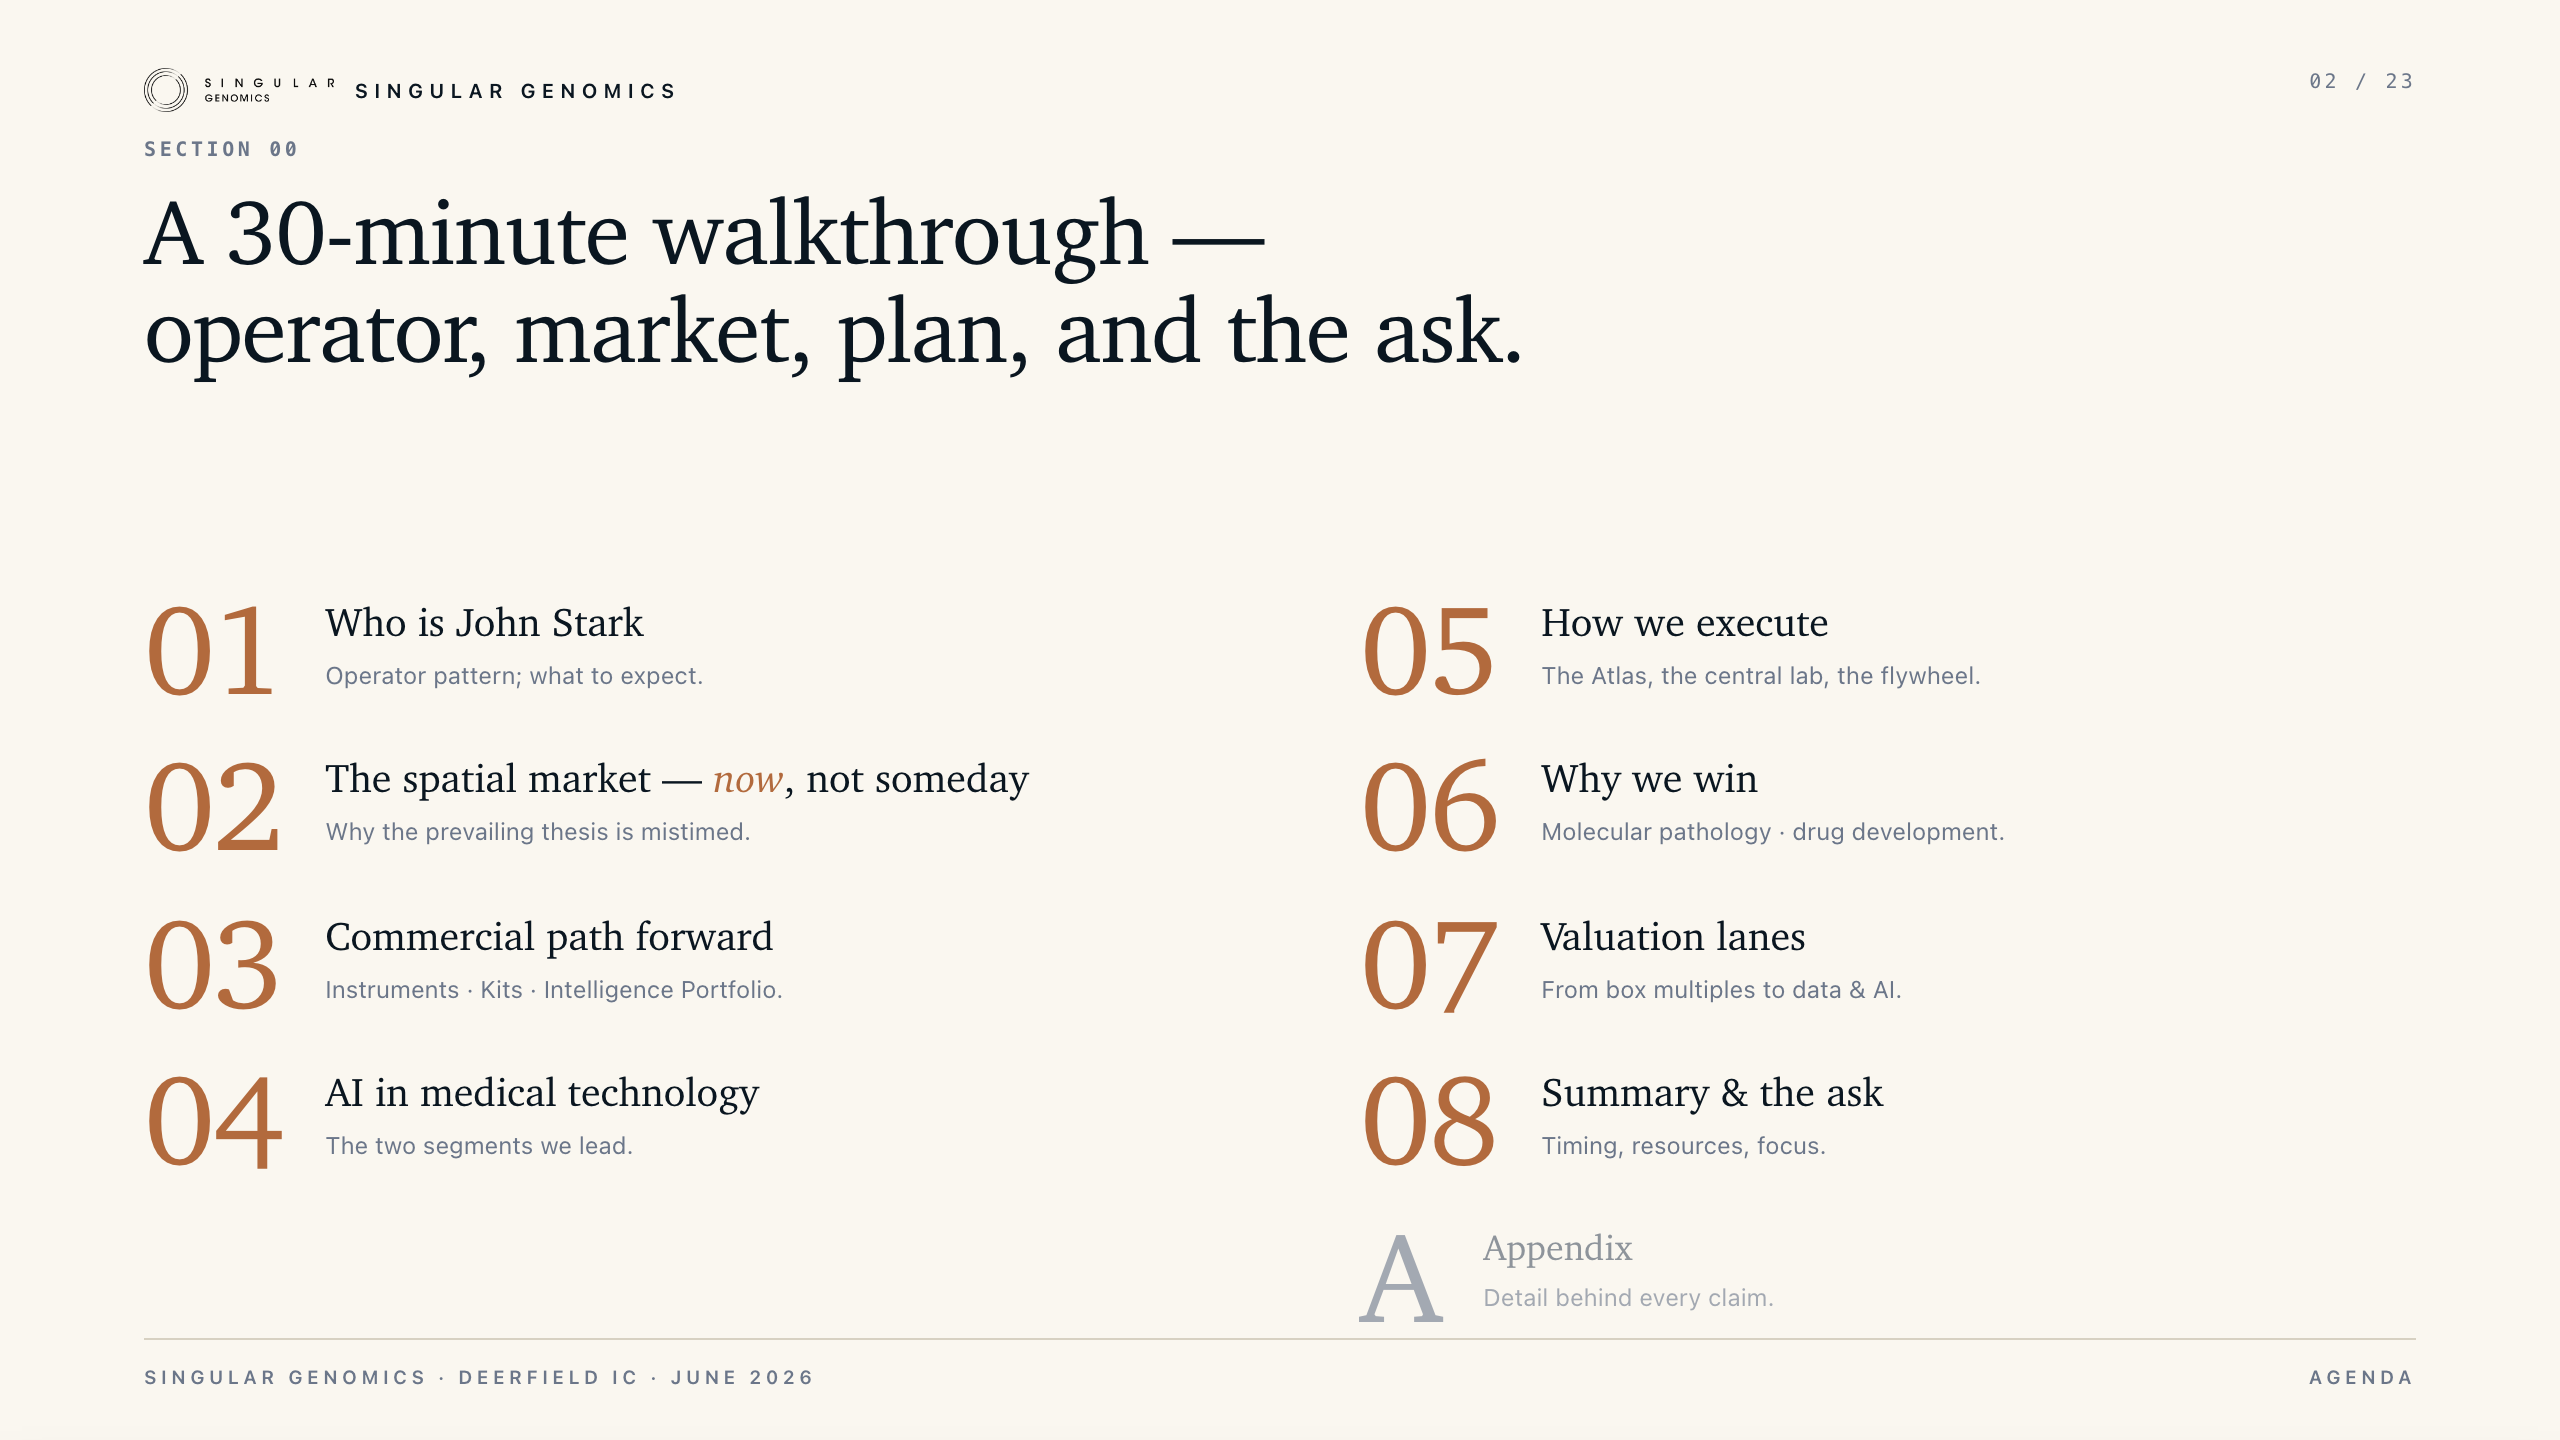 SINGULAR
GENOMICS
SINGULAR GENOMICS
02 / 23
SECTION 00
A 30-minute walkthrough —
operator, market, plan, and the ask.
01
Who is John Stark
Operator pattern; what to expect.
02
The spatial market — now, not someday
Why the prevailing thesis is mistimed.
03
Commercial path forward
Instruments · Kits · Intelligence Portfolio.
04
AI in medical technology
The two segments we lead.
05
How we execute
The Atlas, the central lab, the flywheel.
06
Why we win
Molecular pathology · drug development.
07
Valuation lanes
From box multiples to data & AI.
08
Summary & the ask
Timing, resources, focus.
A
Appendix
Detail behind every claim.
SINGULAR GENOMICS · DEERFIELD IC · JUNE 2026
AGENDA